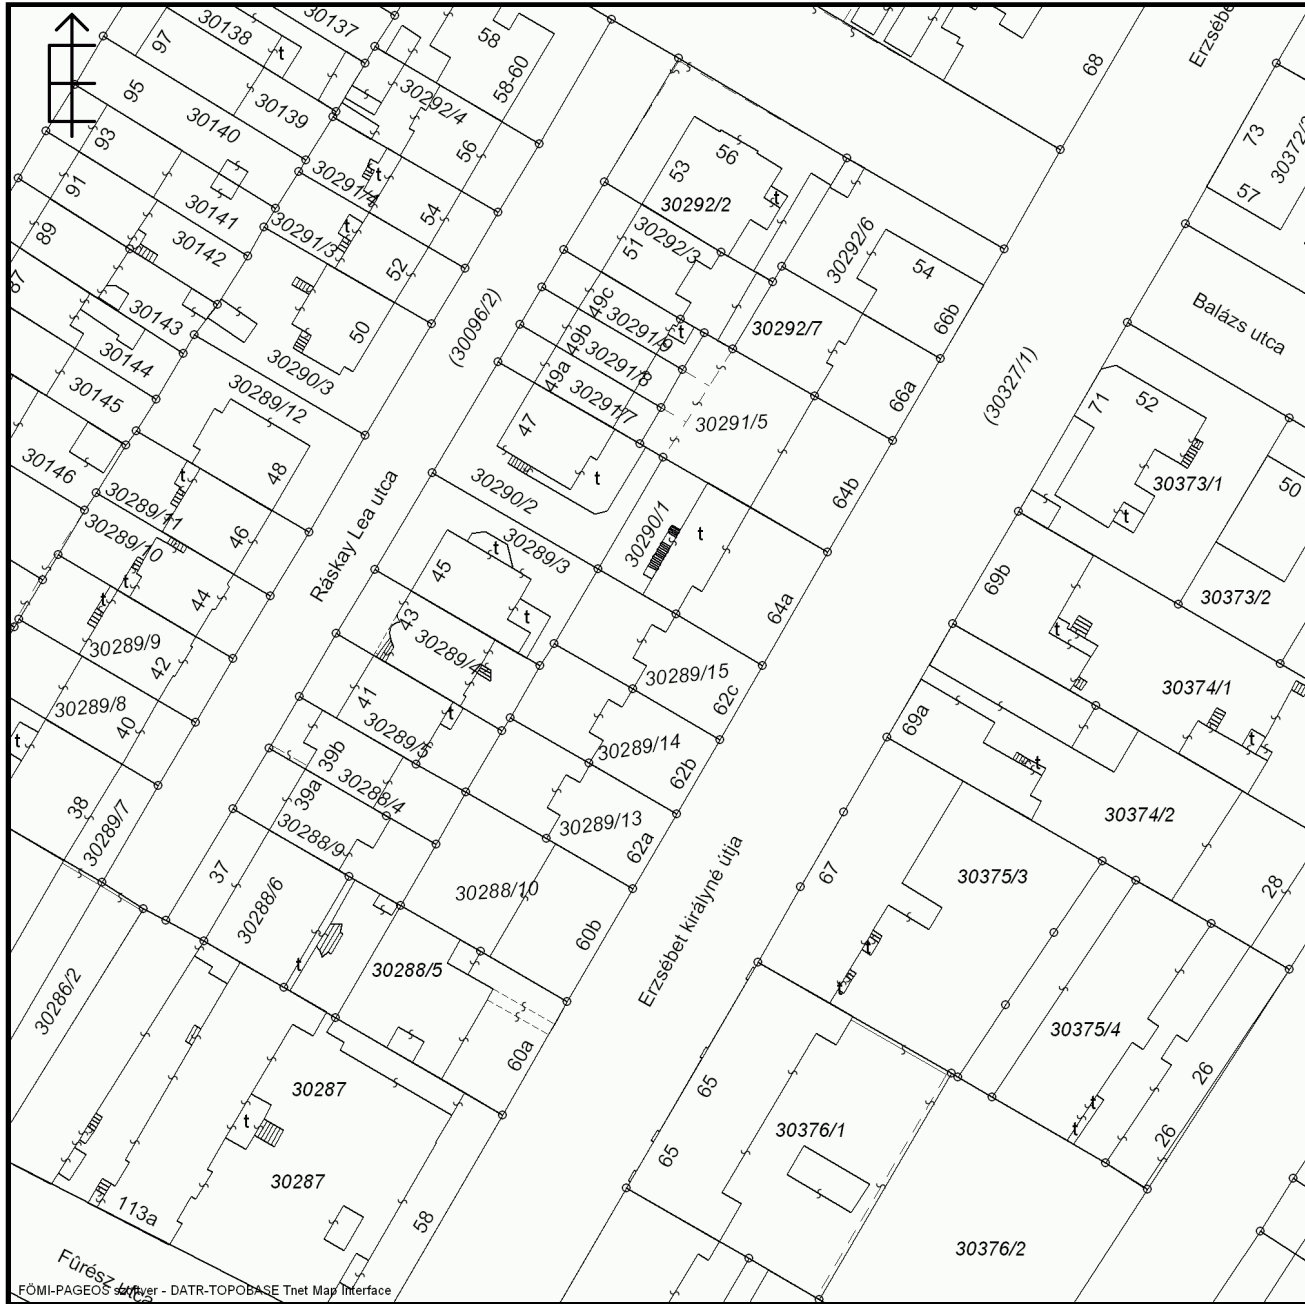 30137
30138
t
97
58
58-60
68
Erzsébe
95
30139
30292/4
73
30372/
93
30140
56
57
91
30291/4
t
53
56
t
30141
54
30292/2
89
30142
30291/3
t
52
51
30292/3
30292/6
54
87
30143
50
(30096/2)
49c
30291/9
t
30292/7
66b
Balázs utca
30144
30290/3
49b
30291/8
(30327/1)
30145
30289/12
49a
30291/7
66a
71
52
47
30291/5
30146
48
t
t
30290/2
64b
30373/1
50
30289/11
Ráskay Lea utca
30290/1
t
t
30289/10
46
30289/3
t
45
69b
30373/2
t
44
64a
t
43
t
30289/9
42
30289/4
30289/15
t
30374/1
30289/8
40
41
t
62c
69a
t
30289/5
39b
30289/14
t
t
38
39a
30288/4
62b
30374/2
30289/7
30288/9
30289/13
62a
Erzsébet királyné útja
67
30375/3
28
37
30288/6
30288/10
60b
t
30288/5
t
t
30286/2
60a
30375/4
30287
65
26
t
t
t
30376/1
26
65
30287
113a
58
30376/2
Fûrész utca
FÖMI-PAGEOS szoftver - DATR-TOPOBASE Tnet Map Interface